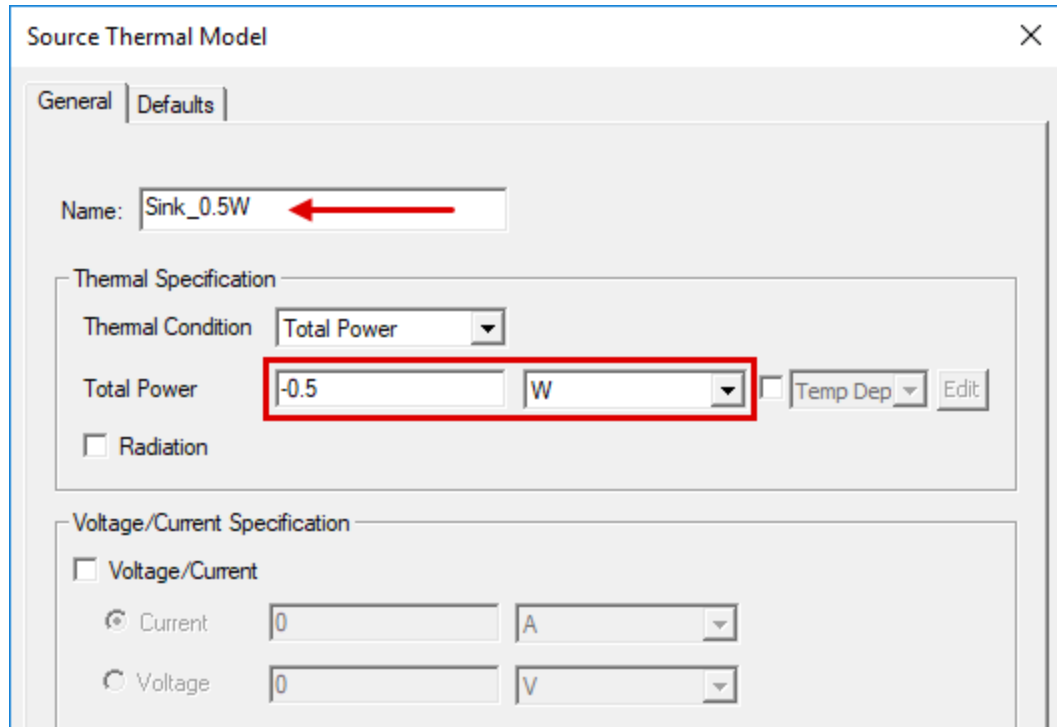 Source Thermal Model
General Defaults
Name: Sink_0.5W
Thermal Specification
Thermal Condition Total Power
Total Power -0.5 W Temp Dep Edit
Radiation
Voltage/Current Specification
Voltage/Current
Current 0 A
Voltage 0 V